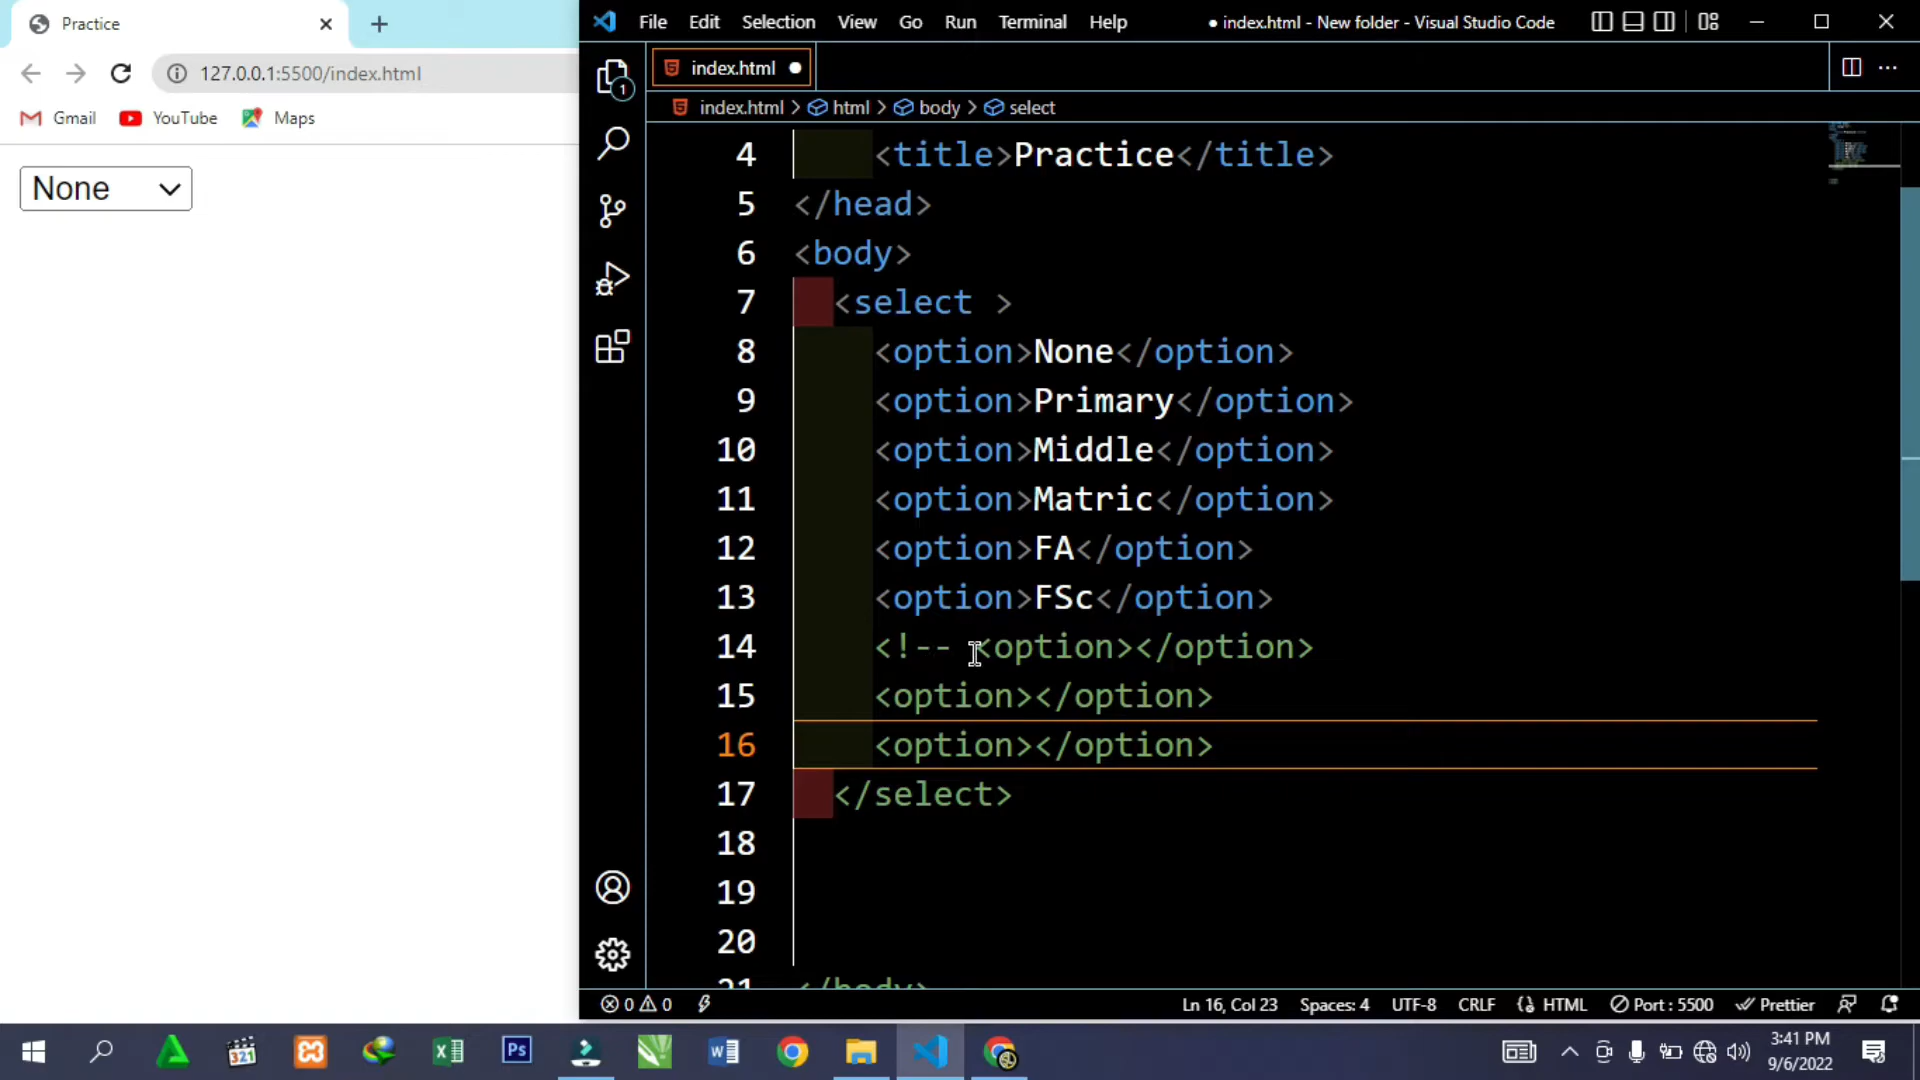 Practice
127.0.0.1:5500/index.html
Gmail YouTube Maps
None
File Edit Selection View Go Run Terminal Help ● index.html - New folder - Visual Studio Code
index.html ●
index.html > html > body > select
1
4 <title>Practice</title>
5 </head>
6 <body>
7 <select >
8 <option>None</option>
9 <option>Primary</option>
10 <option>Middle</option>
11 <option>Matric</option>
12 <option>FA</option>
13 <option>FSc</option>
14 <!-- <option></option>
15 <option></option>
16 <option></option>
17 </select>
18
19
20
21 </body>
0 0 Ln 16, Col 23 Spaces: 4 UTF-8 CRLF HTML Port : 5500 Prettier
321 Ps
3:41 PM
9/6/2022